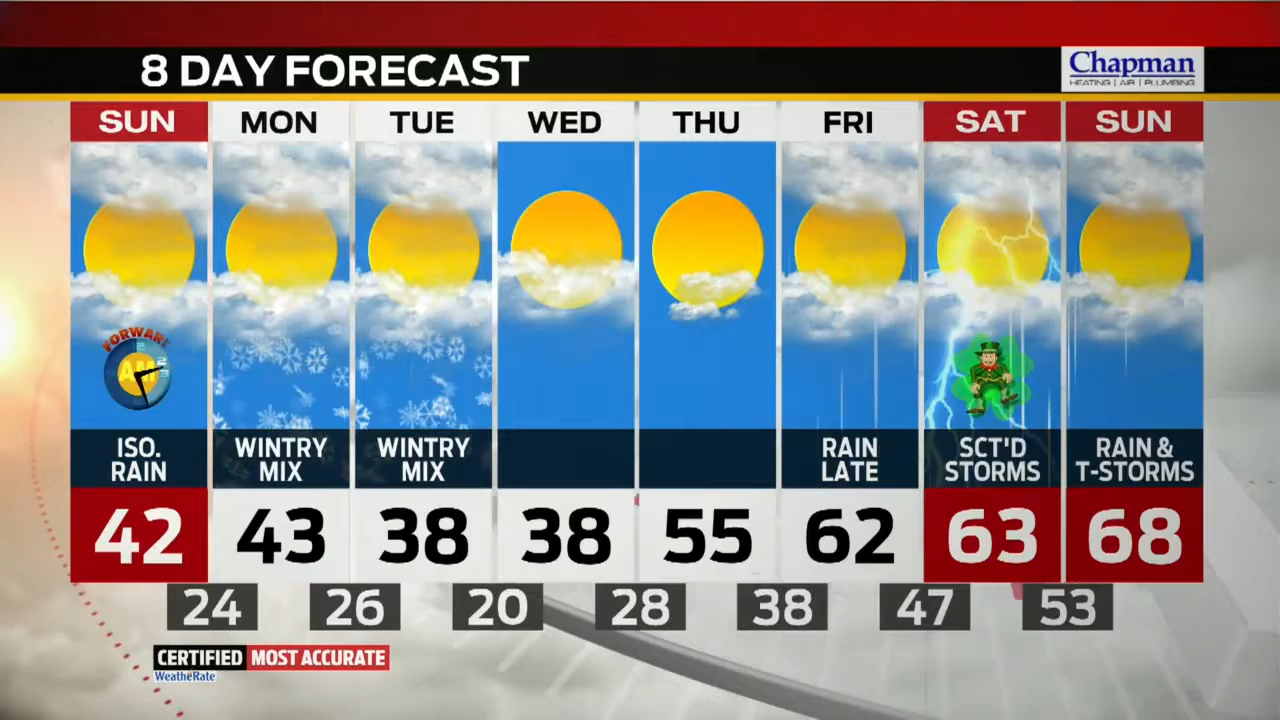 8 DAY FORECAST
Chapman
HEATING | AIR | PLUMBING
SUN MON TUE WED THU FRI SAT SUN
FORWARD
AM
ISO. RAIN
WINTRY MIX
WINTRY MIX
RAIN LATE
SCT'D STORMS
RAIN & T-STORMS
42 43 38 38 55 62 63 68
24 26 20 28 38 47 53
CERTIFIED MOST ACCURATE
WeatheRate